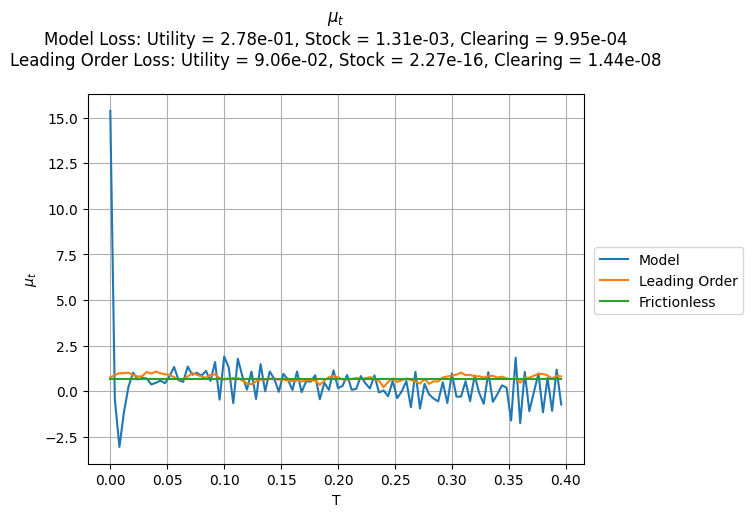 μ_t
Model Loss: Utility = 2.78e-01, Stock = 1.31e-03, Clearing = 9.95e-04
Leading Order Loss: Utility = 9.06e-02, Stock = 2.27e-16, Clearing = 1.44e-08
15.0
12.5
10.0
7.5
5.0
2.5
0.0
−2.5
μ_t
0.00 0.05 0.10 0.15 0.20 0.25 0.30 0.35 0.40
T
Model
Leading Order
Frictionless